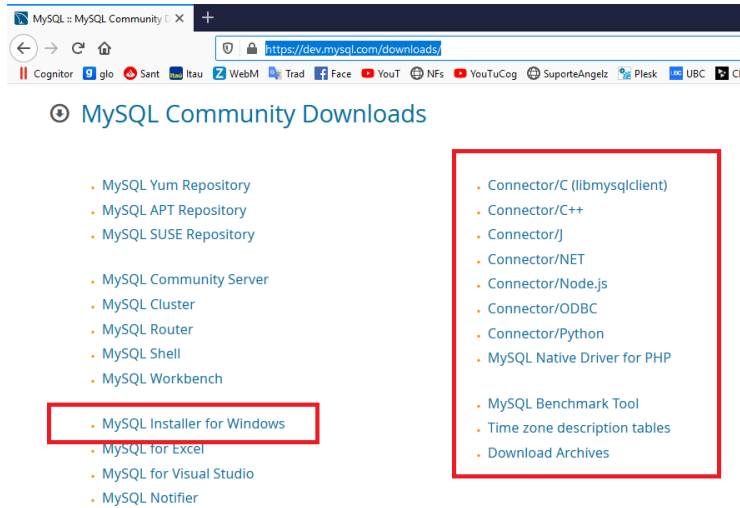 MySQL :: MySQL Community D
https://dev.mysql.com/downloads/
Cognitor glo Sant Itau WebM Trad Face YouT NFs YouTuCog SuporteAngelz Plesk UBC
MySQL Community Downloads
MySQL Yum Repository
MySQL APT Repository
MySQL SUSE Repository
MySQL Community Server
MySQL Cluster
MySQL Router
MySQL Shell
MySQL Workbench
MySQL Installer for Windows
MySQL for Excel
MySQL for Visual Studio
MySQL Notifier
Connector/C (libmysqlclient)
Connector/C++
Connector/J
Connector/NET
Connector/Node.js
Connector/ODBC
Connector/Python
MySQL Native Driver for PHP
MySQL Benchmark Tool
Time zone description tables
Download Archives